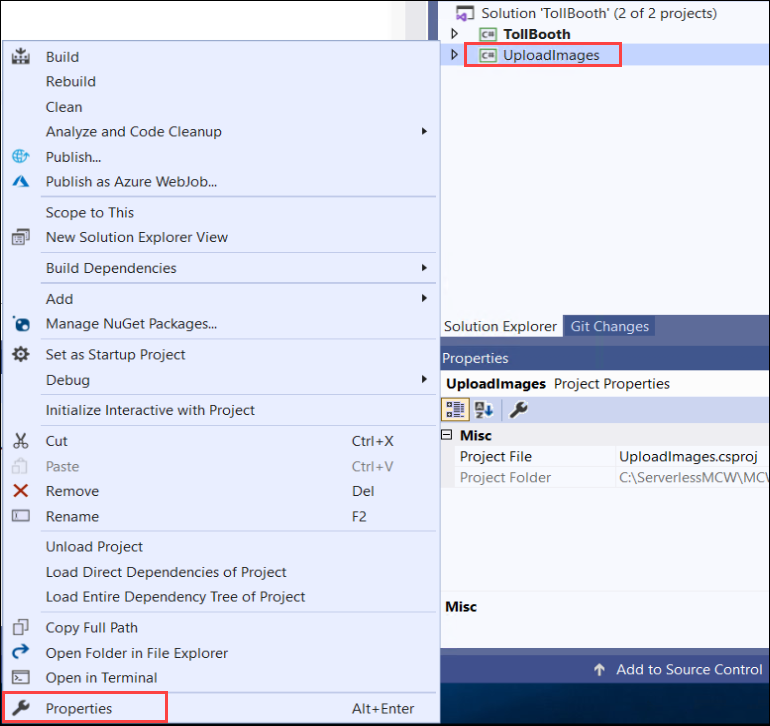 Solution 'TollBooth' (2 of 2 projects)
C# TollBooth
C# UploadImages
Build
Rebuild
Clean
Analyze and Code Cleanup
Publish...
Publish as Azure WebJob...
Scope to This
New Solution Explorer View
Build Dependencies
Add
Manage NuGet Packages...
Set as Startup Project
Debug
Initialize Interactive with Project
Cut Ctrl+X
Paste Ctrl+V
Remove Del
Rename F2
Unload Project
Load Direct Dependencies of Project
Load Entire Dependency Tree of Project
Copy Full Path
Open Folder in File Explorer
Open in Terminal
Properties Alt+Enter
Solution Explorer Git Changes
Properties
UploadImages Project Properties
Misc
Project File UploadImages.csproj
Project Folder C:\ServerlessMCW\MCW
Misc
Add to Source Control